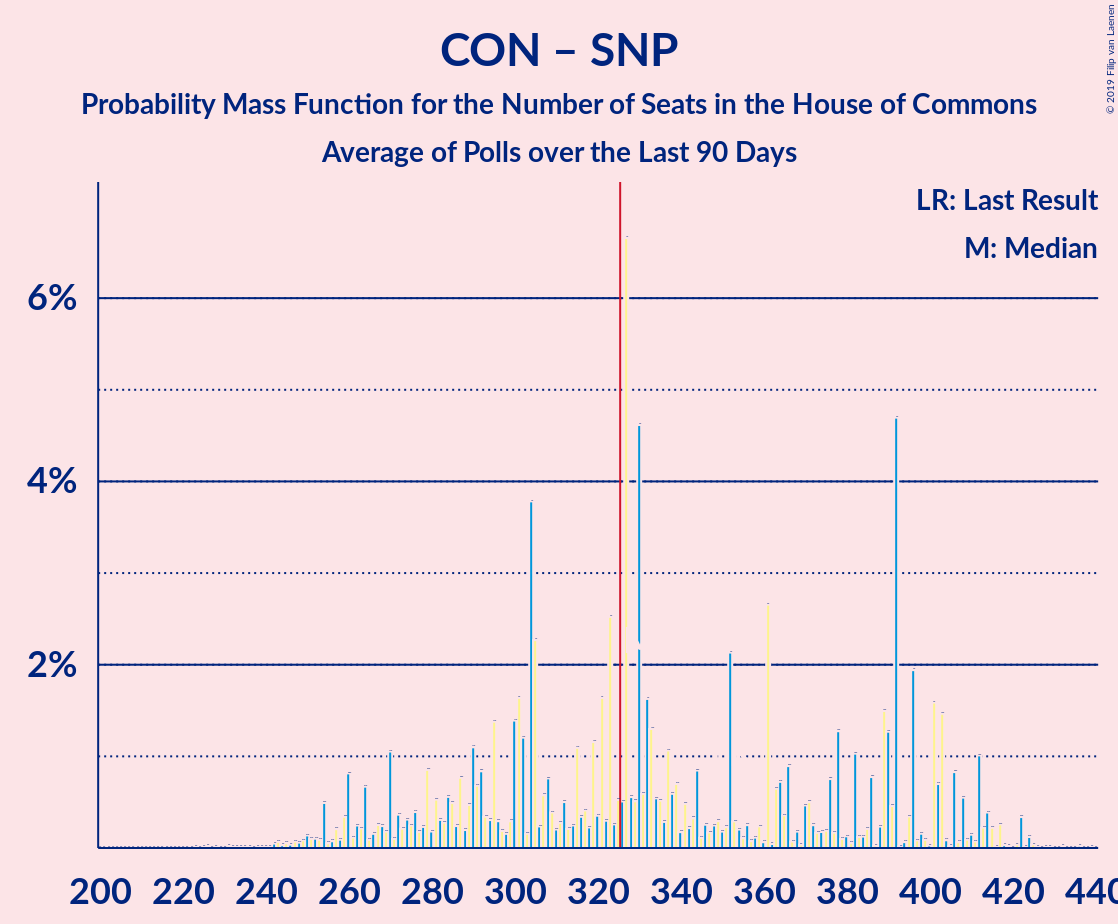 CON – SNP
Probability Mass Function for the Number of Seats in the House of Commons
Average of Polls over the Last 90 Days
© 2019 Filip van Laenen
LR: Last Result
M: Median
6%
4%
2%
200 220 240 260 280 300 320 340 360 380 400 420 440